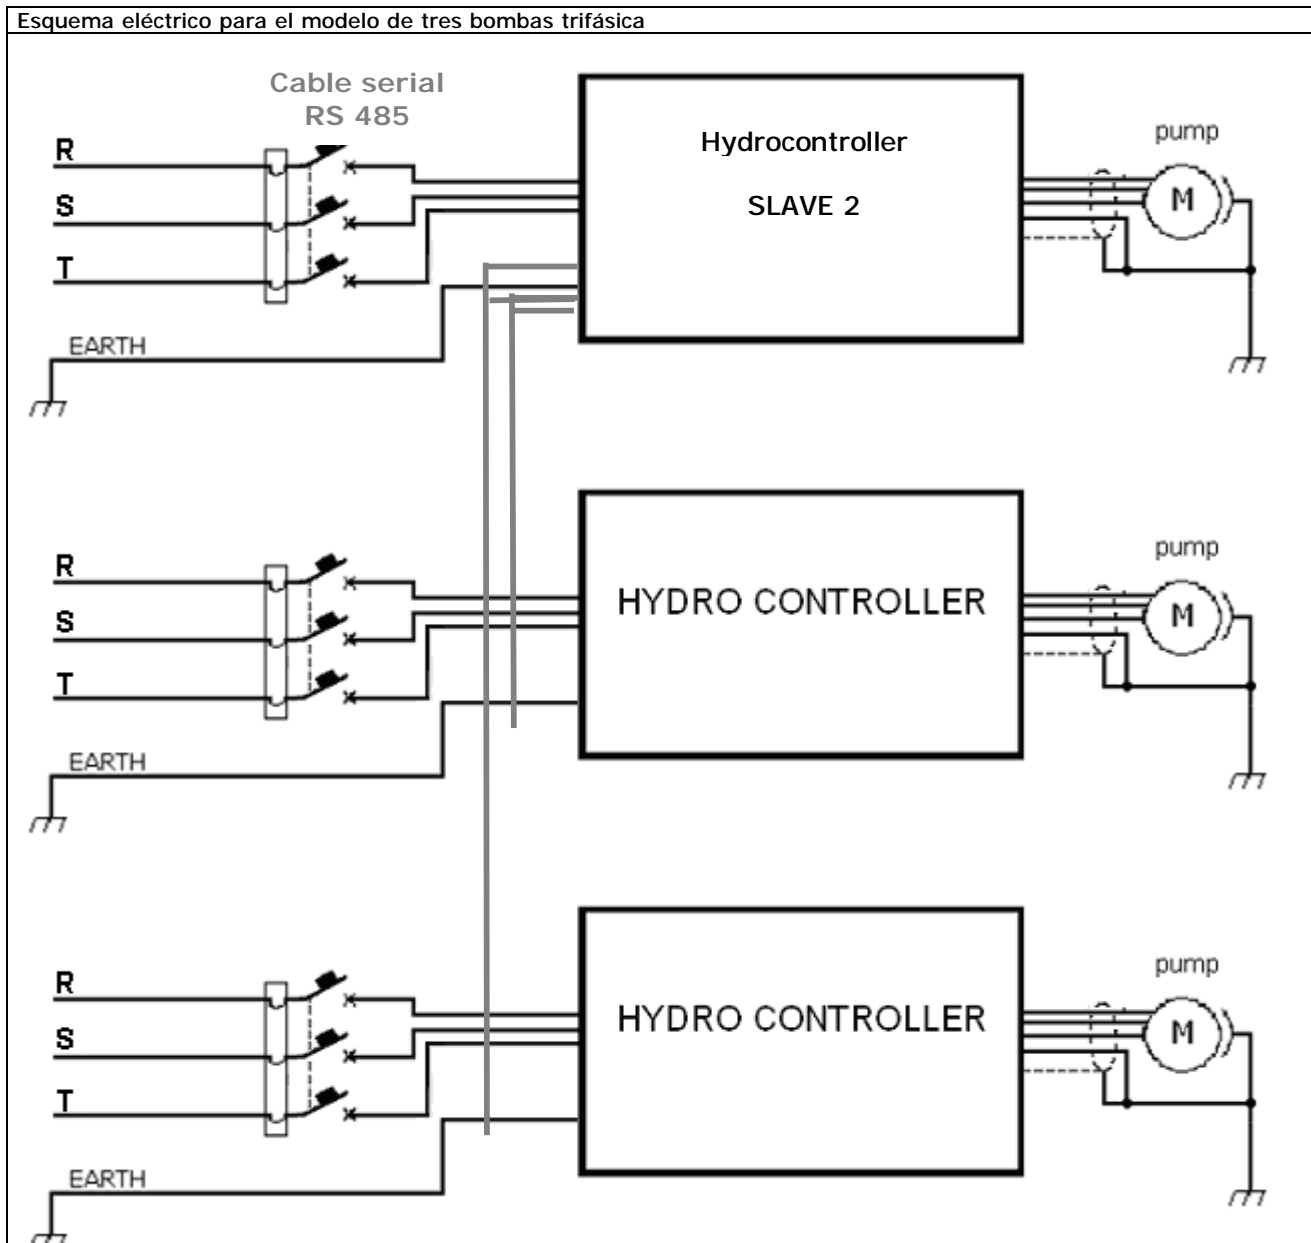 Esquema eléctrico para el modelo de tres bombas trifásica
Cable serial
RS 485
R
S
T
EARTH
Hydrocontroller
SLAVE 2
pump
M
R
S
T
EARTH
HYDRO CONTROLLER
pump
M
R
S
T
EARTH
HYDRO CONTROLLER
pump
M